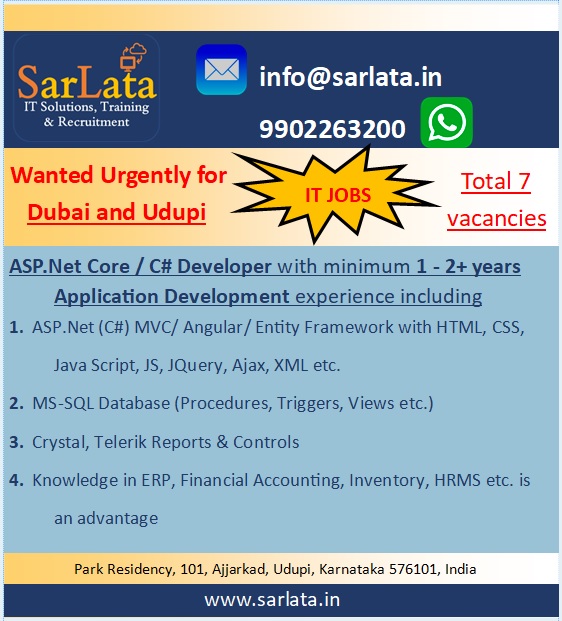 SarLata
IT Solutions, Training
& Recruitment
info@sarlata.in
9902263200
Wanted Urgently for
Dubai and Udupi
IT JOBS
Total 7
vacancies
ASP.Net Core / C# Developer with minimum 1 - 2+ years
Application Development experience including
1. ASP.Net (C#) MVC/ Angular/ Entity Framework with HTML, CSS,
Java Script, JS, JQuery, Ajax, XML etc.
2. MS-SQL Database (Procedures, Triggers, Views etc.)
3. Crystal, Telerik Reports & Controls
4. Knowledge in ERP, Financial Accounting, Inventory, HRMS etc. is
an advantage
Park Residency, 101, Ajjarkad, Udupi, Karnataka 576101, India
www.sarlata.in